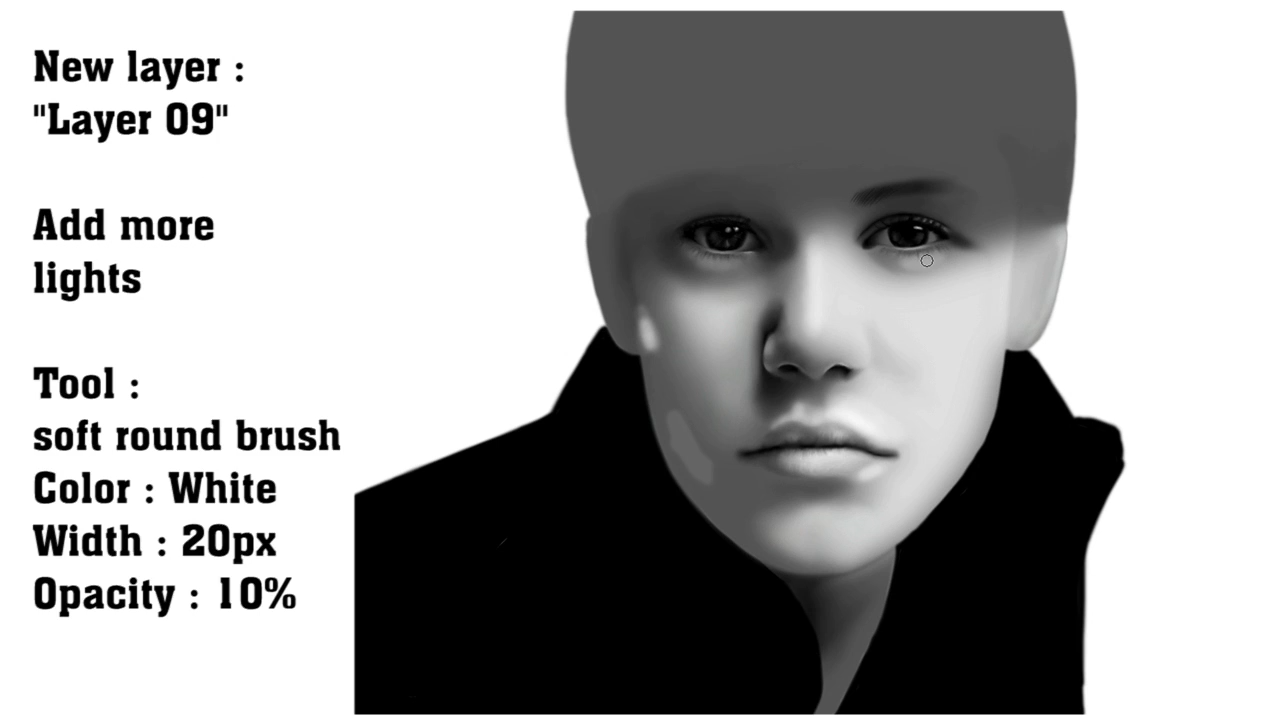 New layer :
"Layer 09"
Add more
lights
Tool :
soft round brush
Color : White
Width : 20px
Opacity : 10%